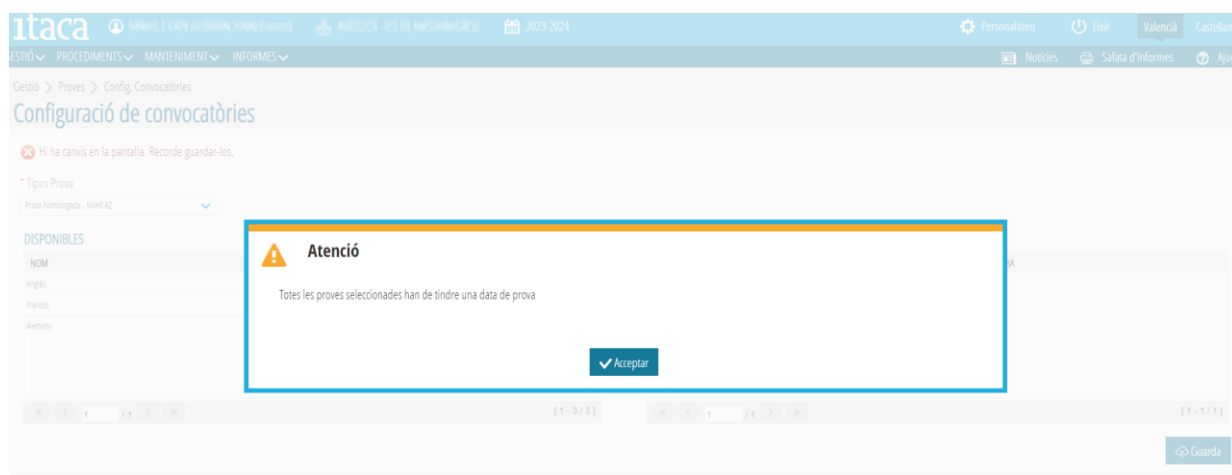 itaca 2023-2024 Personalitzeu Eixir Valencià Castellan
ESTIÓ PROCEDIMENTS MANTENIMENT INFORMES Notícies Safata d'Informes Aju
Gestió > Proves > Config. Convocatòries
Configuració de convocatòries
Hi ha canvis en la pantalla. Recorde guardar-los.
* Tipus Prova
Prova homologada - Nivell A2
DISPONIBLES
NOM
Anglés
Francés
Alemany
Atenció
Totes les proves seleccionades han de tindre una data de prova
Acceptar
« < 1 / 1 > » [ 1 - 3 / 3 ] « < 1 / 1 > » [ 1 - 1 / 1 ]
Guarda